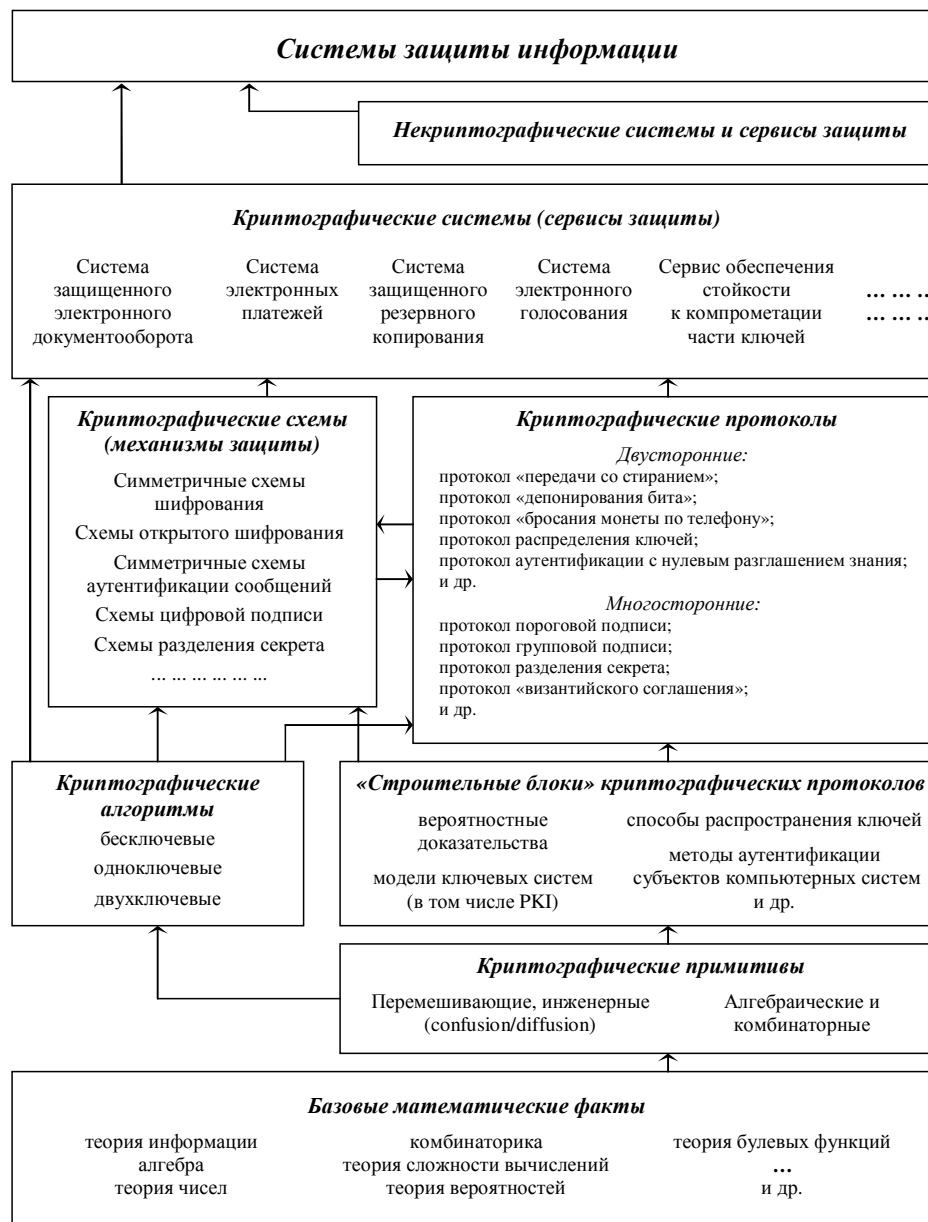 Системы защиты информации
Некриптографические системы и сервисы защиты
Криптографические системы (сервисы защиты)
Система
защищенного
электронного
документооборота
Система
электронных
платежей
Система
защищенного
резервного
копирования
Система
электронного
голосования
Сервис обеспечения
стойкости
к компрометации
части ключей
... ... ...
... ... ...
Криптографические схемы
(механизмы защиты)
Симметричные схемы
шифрования
Схемы открытого шифрования
Симметричные схемы
аутентификации сообщений
Схемы цифровой подписи
Схемы разделения секрета
... ... ... ... ... ...
Криптографические протоколы
Двусторонние:
протокол «передачи со стиранием»;
протокол «депонирования бита»;
протокол «бросания монеты по телефону»;
протокол распределения ключей;
протокол аутентификации с нулевым разглашением знания;
и др.
Многосторонние:
протокол пороговой подписи;
протокол групповой подписи;
протокол разделения секрета;
протокол «византийского соглашения»;
и др.
Криптографические
алгоритмы
бесключевые
одноключевые
двухключевые
«Строительные блоки» криптографических протоколов
вероятностные
доказательства
модели ключевых систем
(в том числе PKI)
способы распространения ключей
методы аутентификации
субъектов компьютерных систем
и др.
Криптографические примитивы
Перемешивающие, инженерные
(confusion/diffusion)
Алгебраические и
комбинаторные
Базовые математические факты
теория информации
алгебра
теория чисел
комбинаторика
теория сложности вычислений
теория вероятностей
теория булевых функций
...
и др.